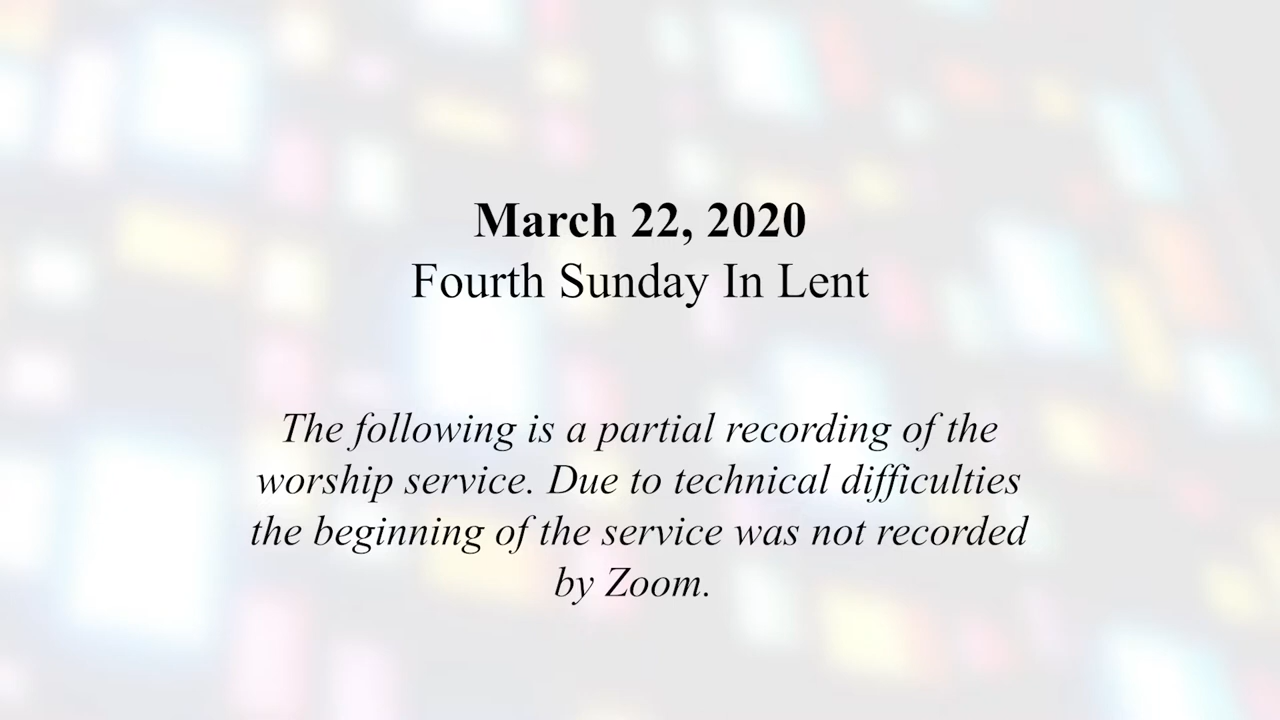 March 22, 2020
Fourth Sunday In Lent
The following is a partial recording of the
worship service. Due to technical difficulties
the beginning of the service was not recorded
by Zoom.